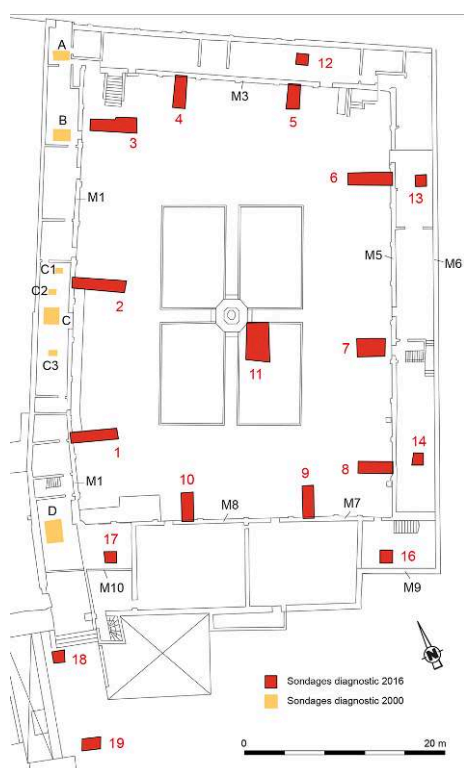 A
12
M3
4
5
B
3
6
13
M1
M5
M6
C1
C2
2
C
7
C3
11
14
1
M1
10
9
8
M8
M7
D
17
16
M10
M9
18
N
Sondages diagnostic 2016
Sondages diagnostic 2000
19
0
20 m